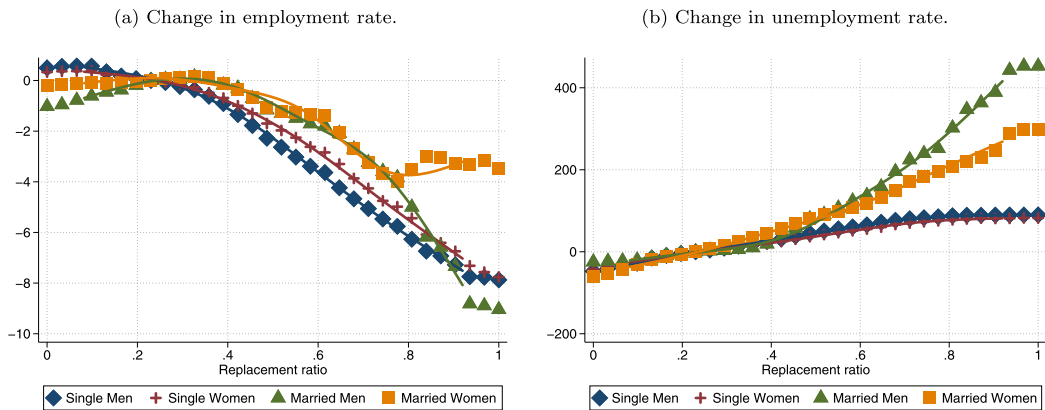 (a) Change in employment rate.
0
−2
−4
−6
−8
−10
0 .2 .4 .6 .8 1
Replacement ratio
Single Men Single Women Married Men Married Women
(b) Change in unemployment rate.
400
200
0
−200
0 .2 .4 .6 .8 1
Replacement ratio
Single Men Single Women Married Men Married Women